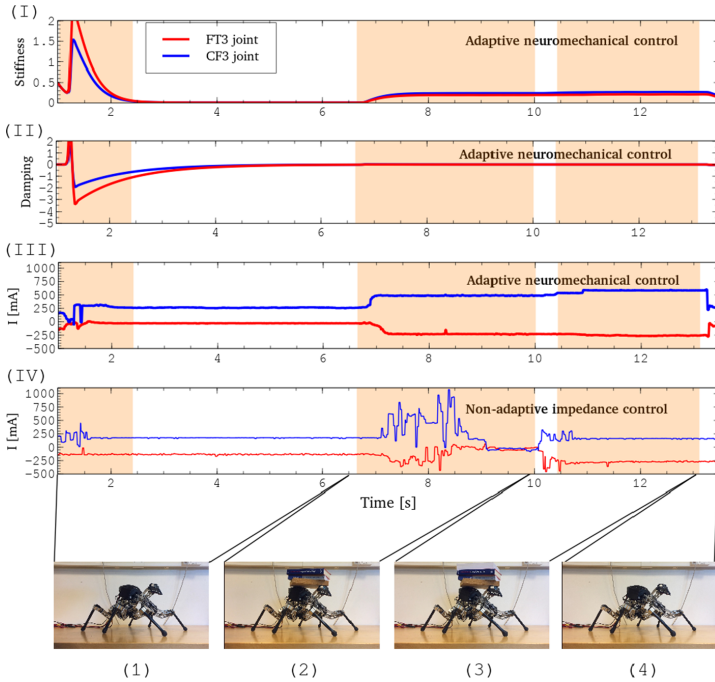 (I)
2
1.5
1
0.5
0
Stiffness
FT3 joint
CF3 joint
Adaptive neuromechanical control
2 4 6 8 10 12
(II)
2
1
0
-1
-2
-3
-4
-5
Damping
Adaptive neuromechanical control
2 4 6 8 10 12
(III)
1000
750
500
250
0
-250
-500
I [mA]
Adaptive neuromechanical control
2 4 6 8 10 12
(IV)
1000
750
500
250
0
-250
-500
I [mA]
Non-adaptive impedance control
2 4 6 8 10 12
Time [s]
(1) (2) (3) (4)